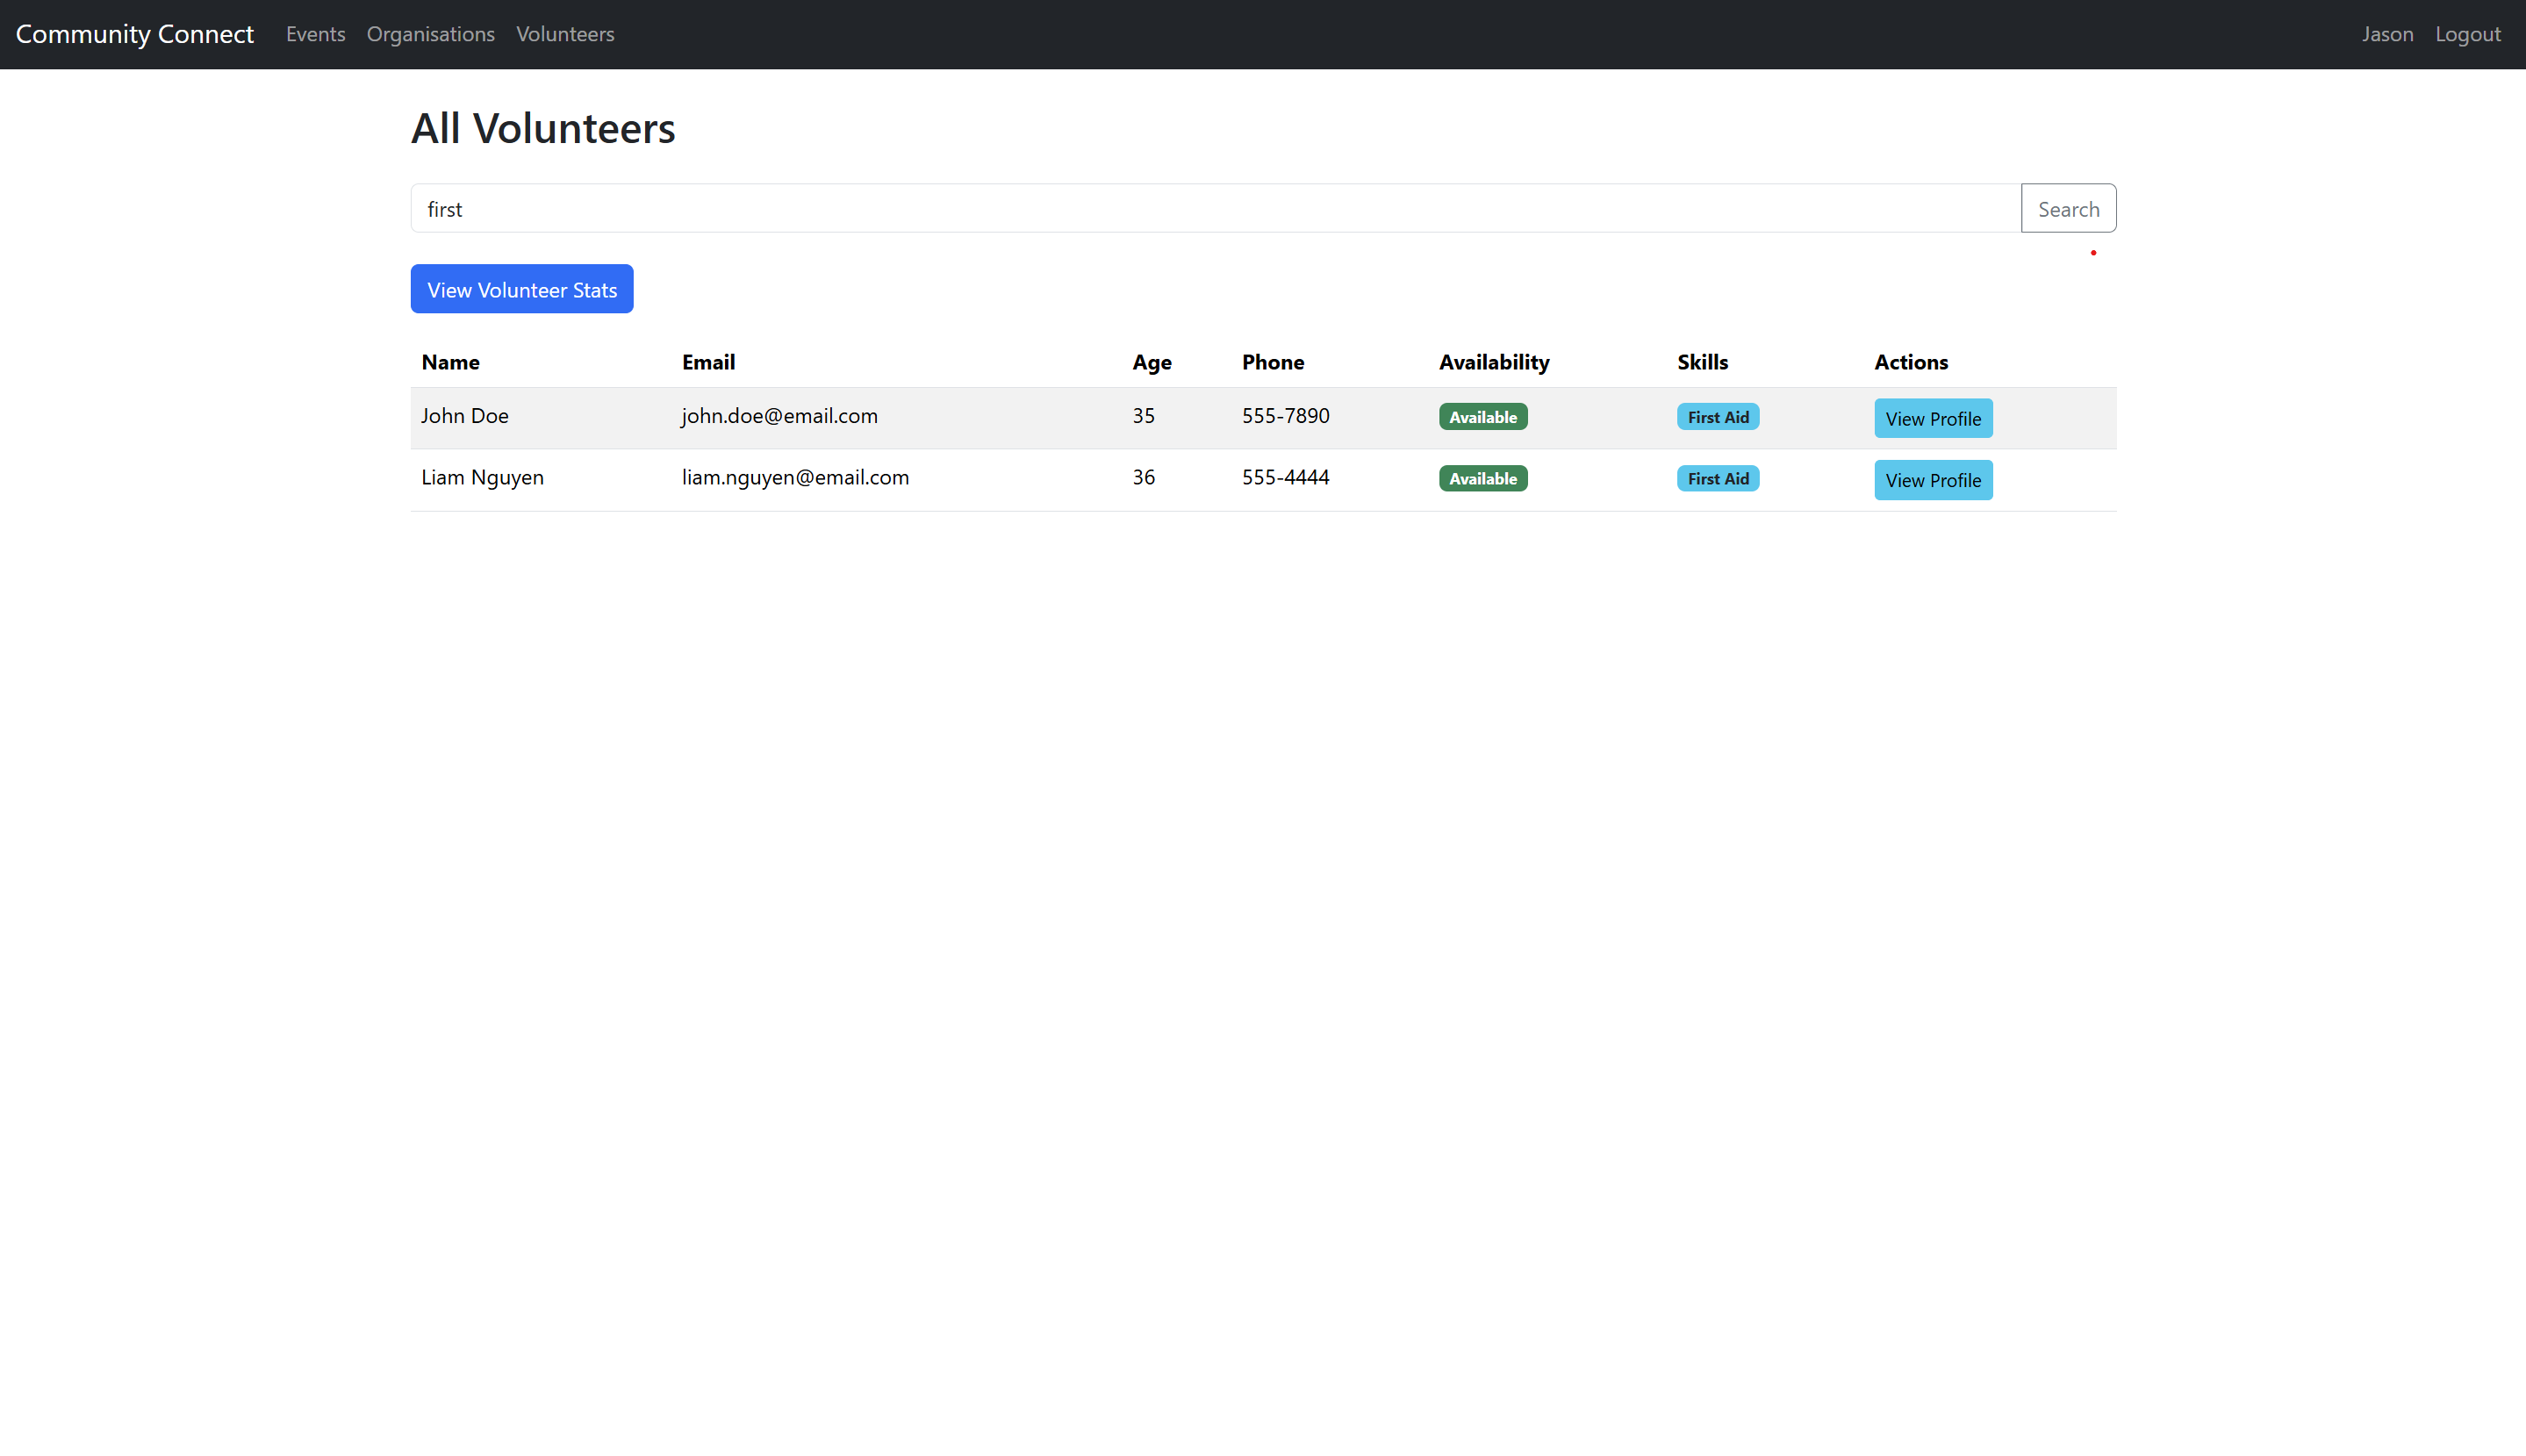 Community Connect Events Organisations Volunteers Jason Logout
All Volunteers
first Search
View Volunteer Stats
Name Email Age Phone Availability Skills Actions
John Doe john.doe@email.com 35 555-7890 Available First Aid View Profile
Liam Nguyen liam.nguyen@email.com 36 555-4444 Available First Aid View Profile